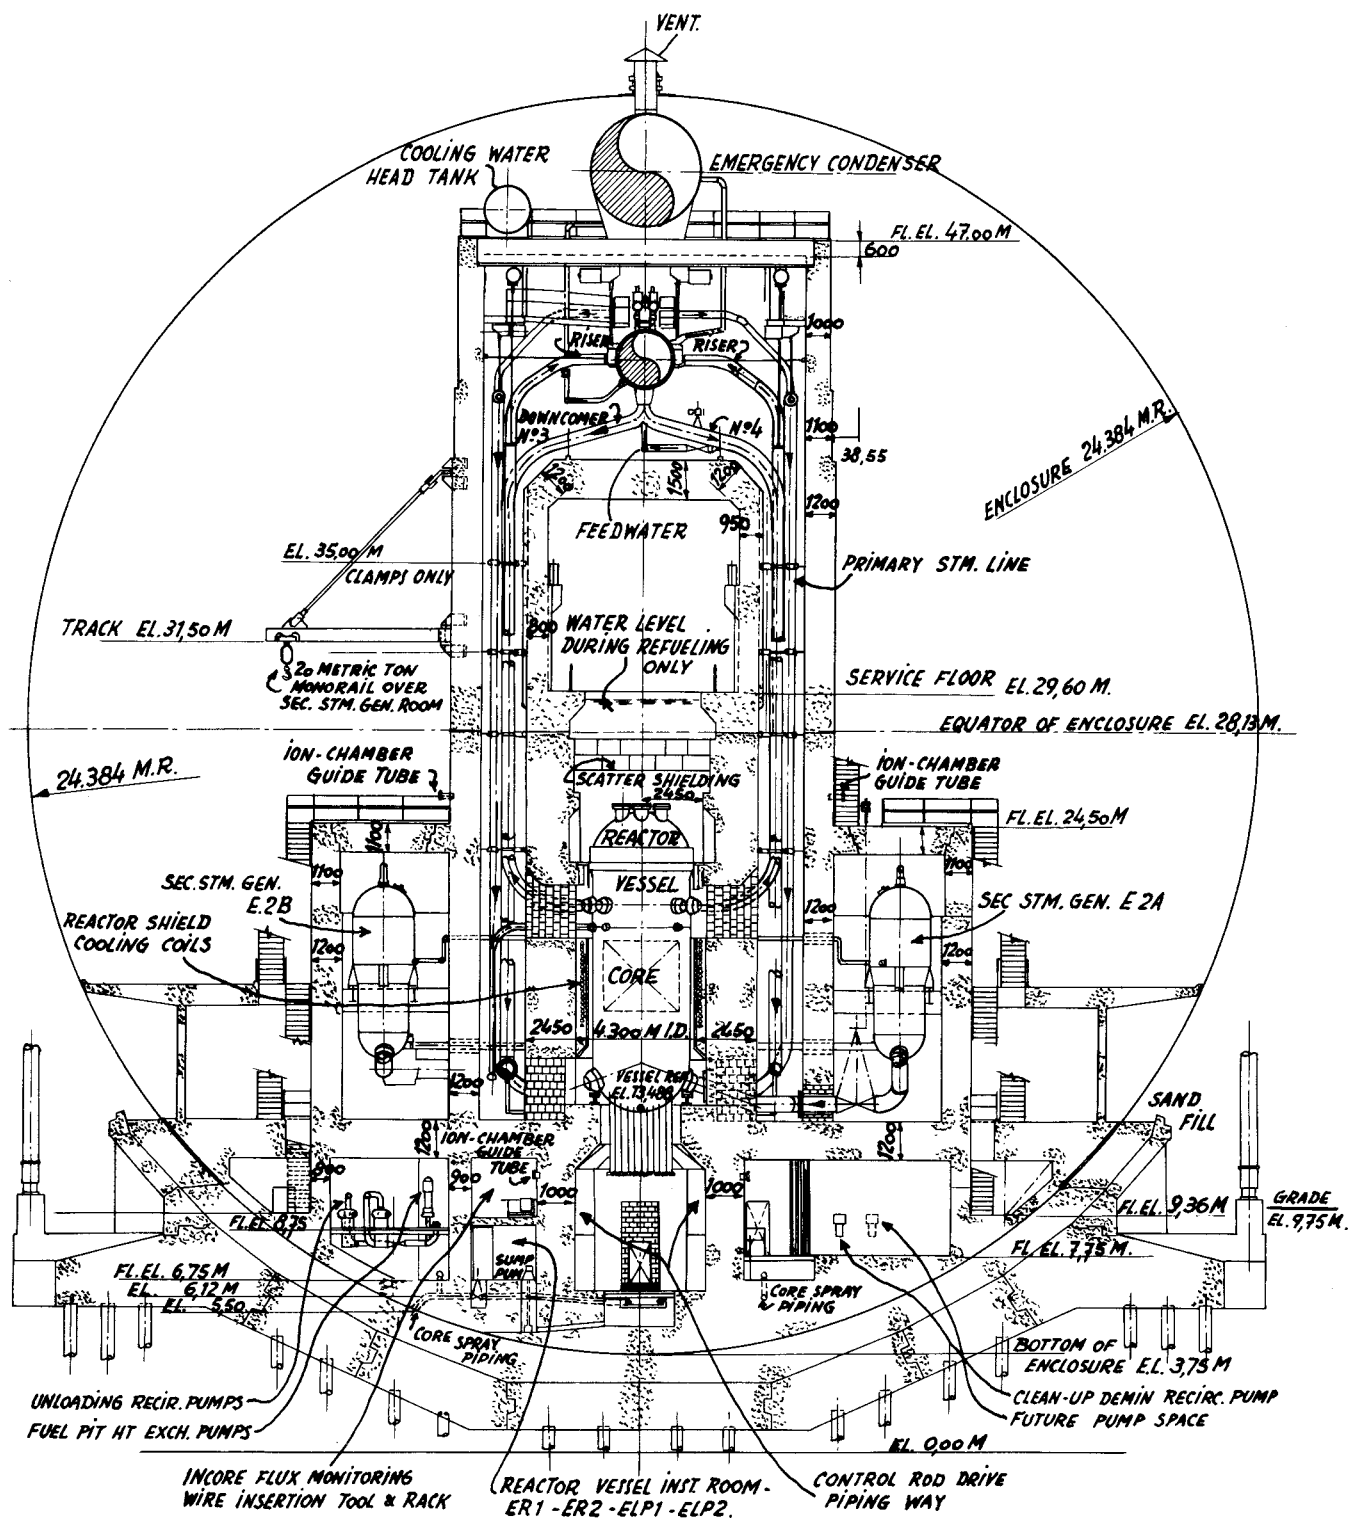 VENT.
COOLING WATER
HEAD TANK
EMERGENCY CONDENSER
FL. EL. 47.00 M
600
1000
RISER
RISER
DOWNCOMER
Nº3
Nº4
1100
38,55
ENCLOSURE 24.384 M.R.
1200
1500
1200
1200
950
FEEDWATER
EL. 35,00 M
CLAMPS ONLY
PRIMARY STM. LINE
TRACK EL. 31,50 M
800
WATER LEVEL
DURING REFUELING
ONLY
20 METRIC TON
MONORAIL OVER
SEC. STM. GEN. ROOM
SERVICE FLOOR EL. 29,60 M.
EQUATOR OF ENCLOSURE EL. 28,13 M.
24.384 M.R.
ION-CHAMBER
GUIDE TUBE
SCATTER SHIELDING
2450
ION-CHAMBER
GUIDE TUBE
FL. EL. 24,50 M
1100
REACTOR
VESSEL
1100
1100
SEC. STM. GEN.
E.2B
SEC STM. GEN. E 2A
REACTOR SHIELD
COOLING COILS
1200
1200
1200
CORE
2450
4.300 M I.D.
2450
1200
EL. 13,488
SAND
FILL
1200
ION-CHAMBER
GUIDE
TUBE
1200
800
900
1000
1000
FL. EL. 8,75
FL. EL. 9,36 M
GRADE
EL. 9,75 M.
FL. EL. 7,75 M.
FL. EL. 6,75 M
EL. 6,12 M
EL. 5,50
SUMP
CORE SPRAY
PIPING
CORE SPRAY
PIPING
BOTTOM OF
ENCLOSURE E.L. 3,75 M
UNLOADING RECIR. PUMPS
FUEL PIT HT EXCH. PUMPS
CLEAN-UP DEMIN RECIRC. PUMP
FUTURE PUMP SPACE
EL. 0,00 M
INCORE FLUX MONITORING
WIRE INSERTION TOOL & RACK
REACTOR VESSEL INST. ROOM-
ER1 - ER2 - ELP1 - ELP2.
CONTROL ROD DRIVE
PIPING WAY